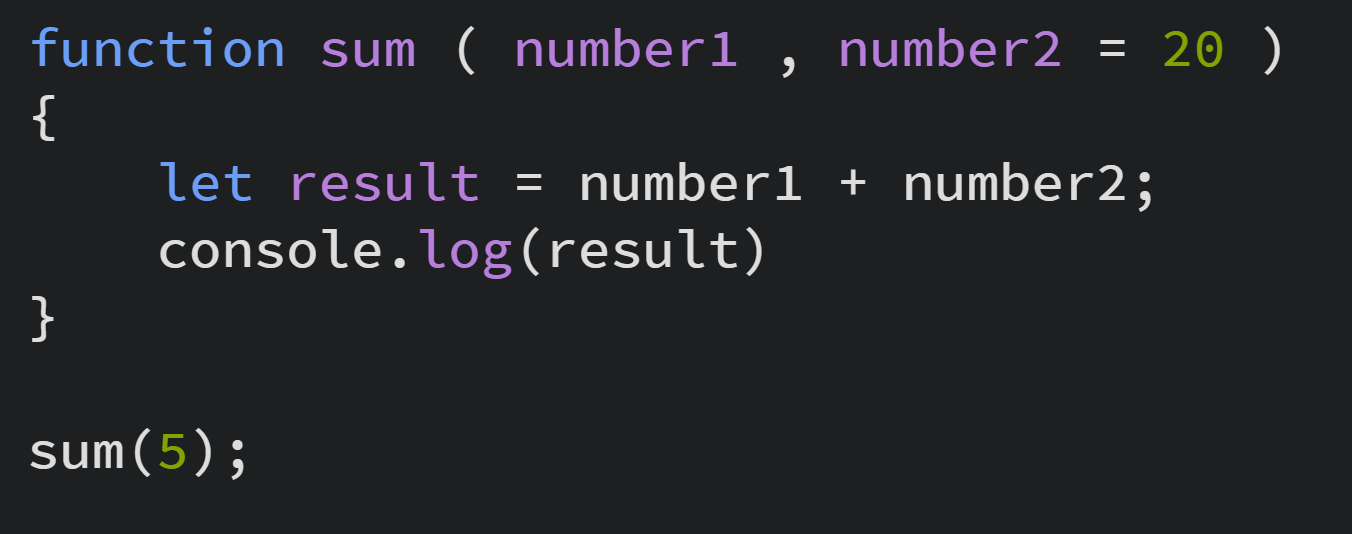 function sum ( number1 , number2 = 20 )
{
    let result = number1 + number2;
    console.log(result)
}

sum(5);